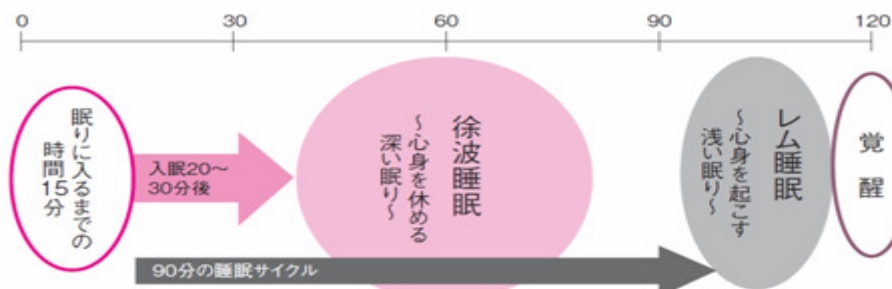 0 30 60 90 120
眠りに入るまでの
時間15分
入眠20〜
30分後
徐波睡眠
〜心身を休める
深い眠り〜
レム睡眠
〜心身を起こす
浅い眠り〜
覚醒
90分の睡眠サイクル